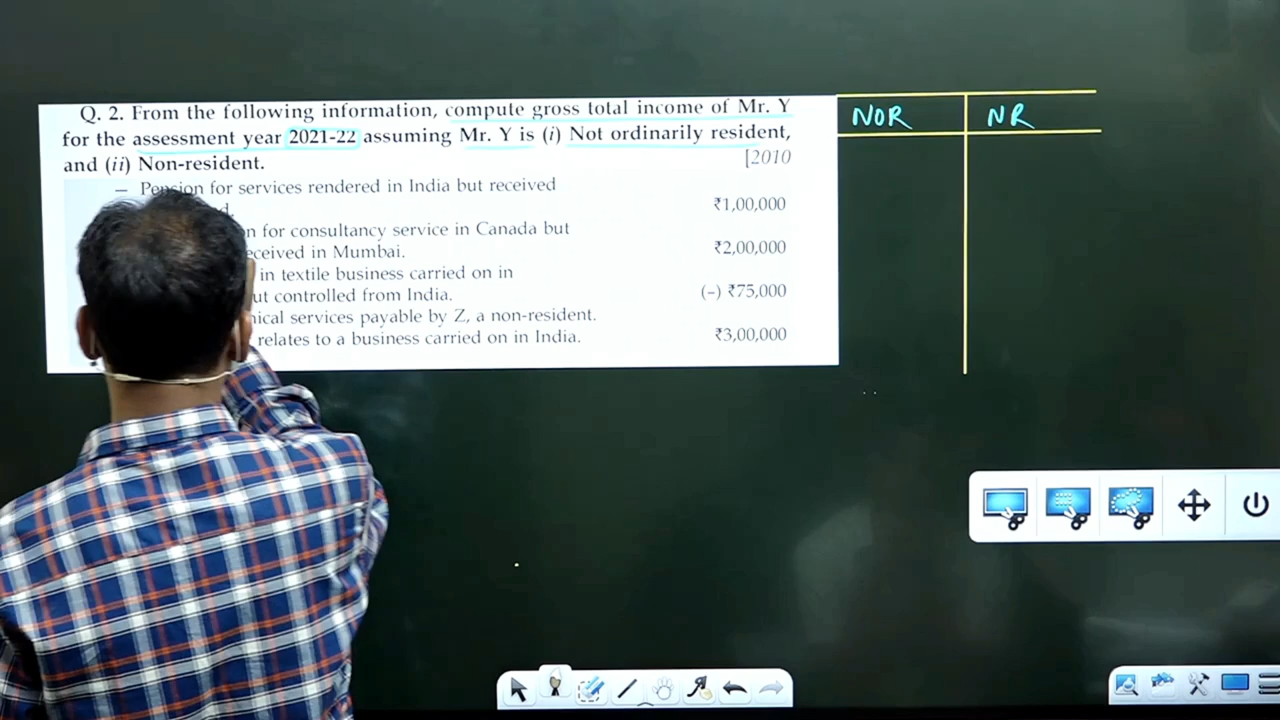 Q. 2. From the following information, compute gross total income of Mr. Y
for the assessment year 2021-22 assuming Mr. Y is (i) Not ordinarily resident,
and (ii) Non-resident. [2010
— Pension for services rendered in India but received
₹1,00,000
for consultancy service in Canada but
received in Mumbai. ₹2,00,000
in textile business carried on in
but controlled from India. (–) ₹75,000
services payable by Z, a non-resident.
relates to a business carried on in India. ₹3,00,000
NOR NR